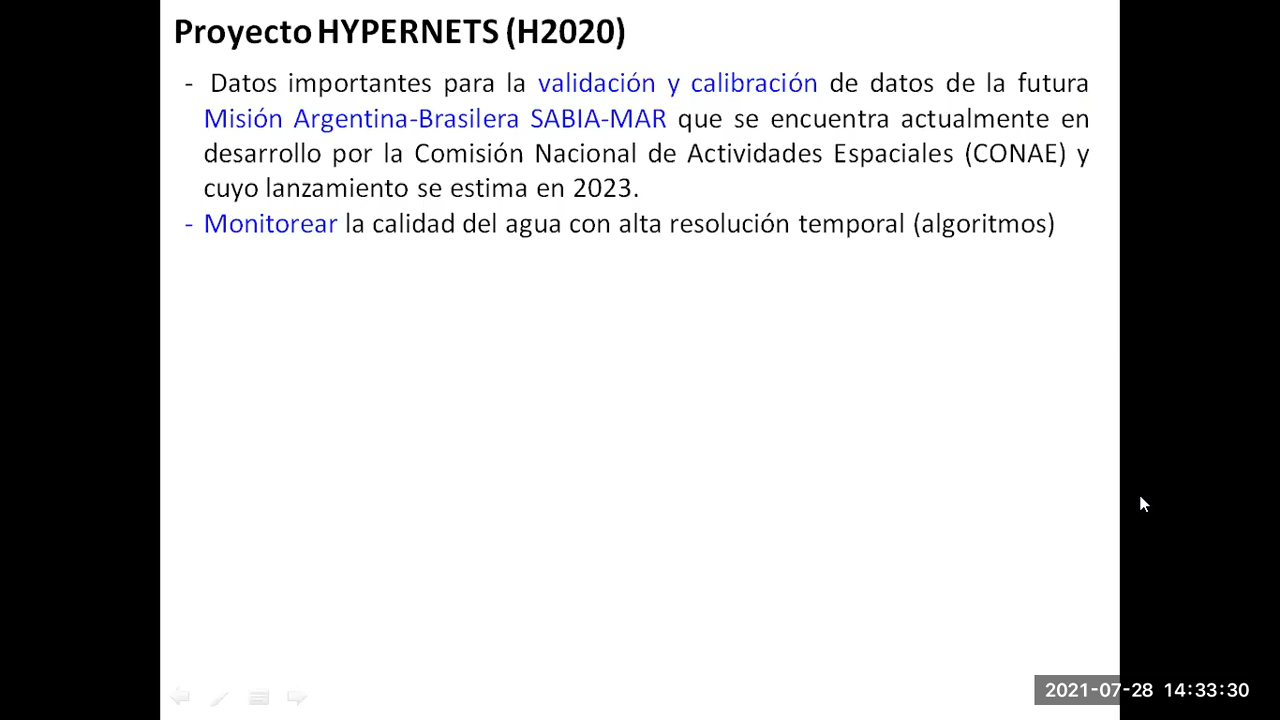 Proyecto HYPERNETS (H2020)
- Datos importantes para la validación y calibración de datos de la futura
Misión Argentina-Brasilera SABIA-MAR que se encuentra actualmente en
desarrollo por la Comisión Nacional de Actividades Espaciales (CONAE) y
cuyo lanzamiento se estima en 2023.
- Monitorear la calidad del agua con alta resolución temporal (algoritmos)
2021-07-28 14:33:30